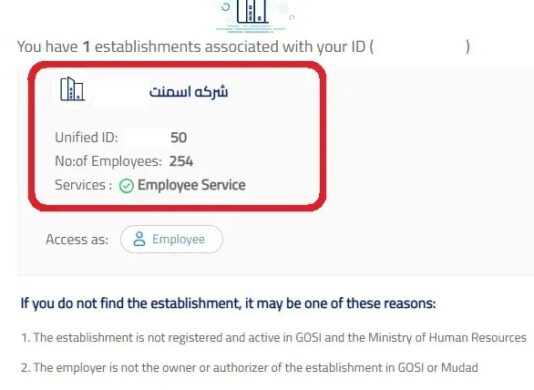 You have 1 establishments associated with your ID ( )
شركه اسمنت
Unified ID: 50
No:of Employees: 254
Services : Employee Service
Access as: Employee
If you do not find the establishment, it may be one of these reasons:
1. The establishment is not registered and active in GOSI and the Ministry of Human Resources
2. The employer is not the owner or authorizer of the establishment in GOSI or Mudad